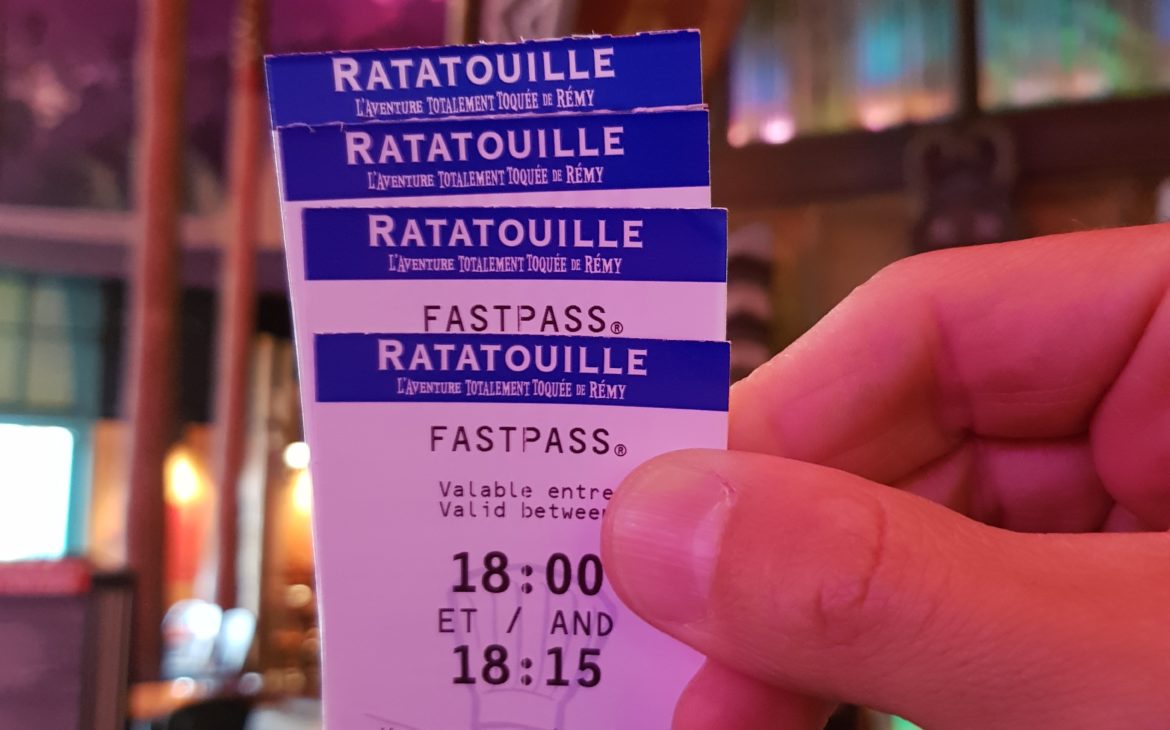 RATATOUILLE
L'AVENTURE TOTALEMENT TOQUÉE DE RÉMY
RATATOUILLE
L'AVENTURE TOTALEMENT TOQUÉE DE RÉMY
RATATOUILLE
L'AVENTURE TOTALEMENT TOQUÉE DE RÉMY
FASTPASS®
RATATOUILLE
L'AVENTURE TOTALEMENT TOQUÉE DE RÉMY
FASTPASS®
Valable entre
Valid between
18:00
ET / AND
18:15